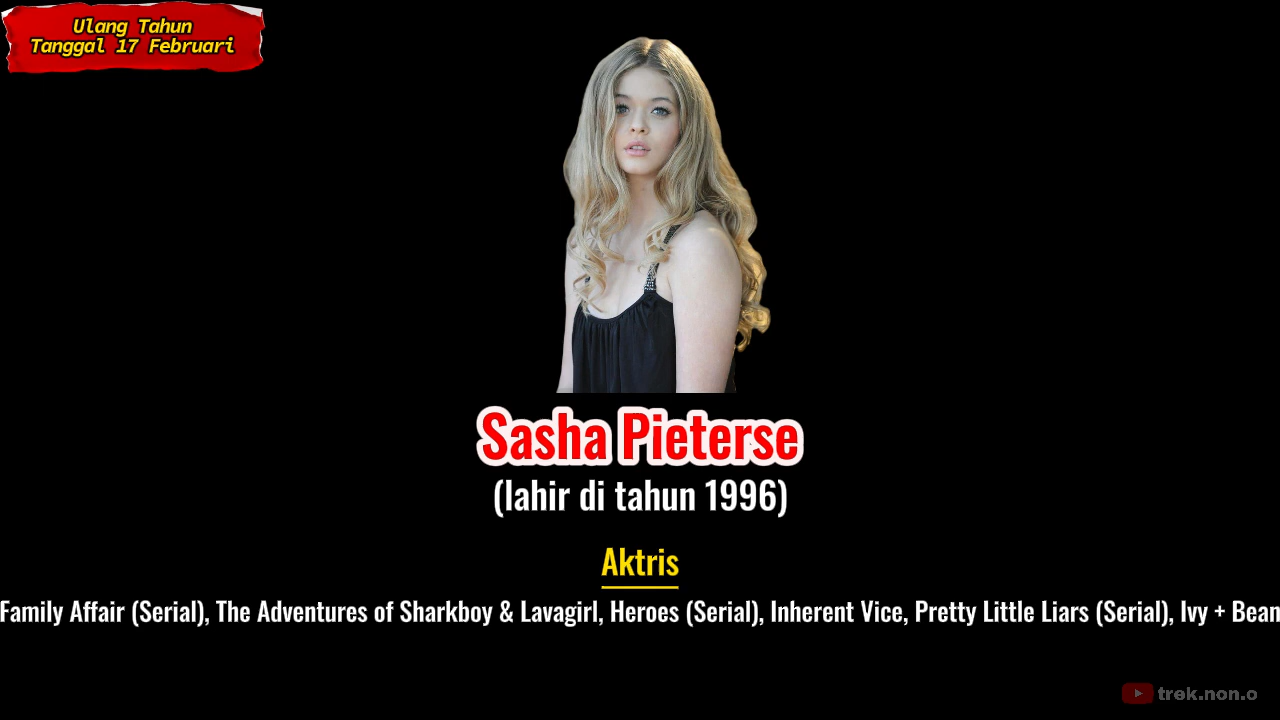 Ulang Tahun
Tanggal 17 Februari
Sasha Pieterse
(lahir di tahun 1996)
Aktris
Family Affair (Serial), The Adventures of Sharkboy & Lavagirl, Heroes (Serial), Inherent Vice, Pretty Little Liars (Serial), Ivy + Bean
trek.non.o